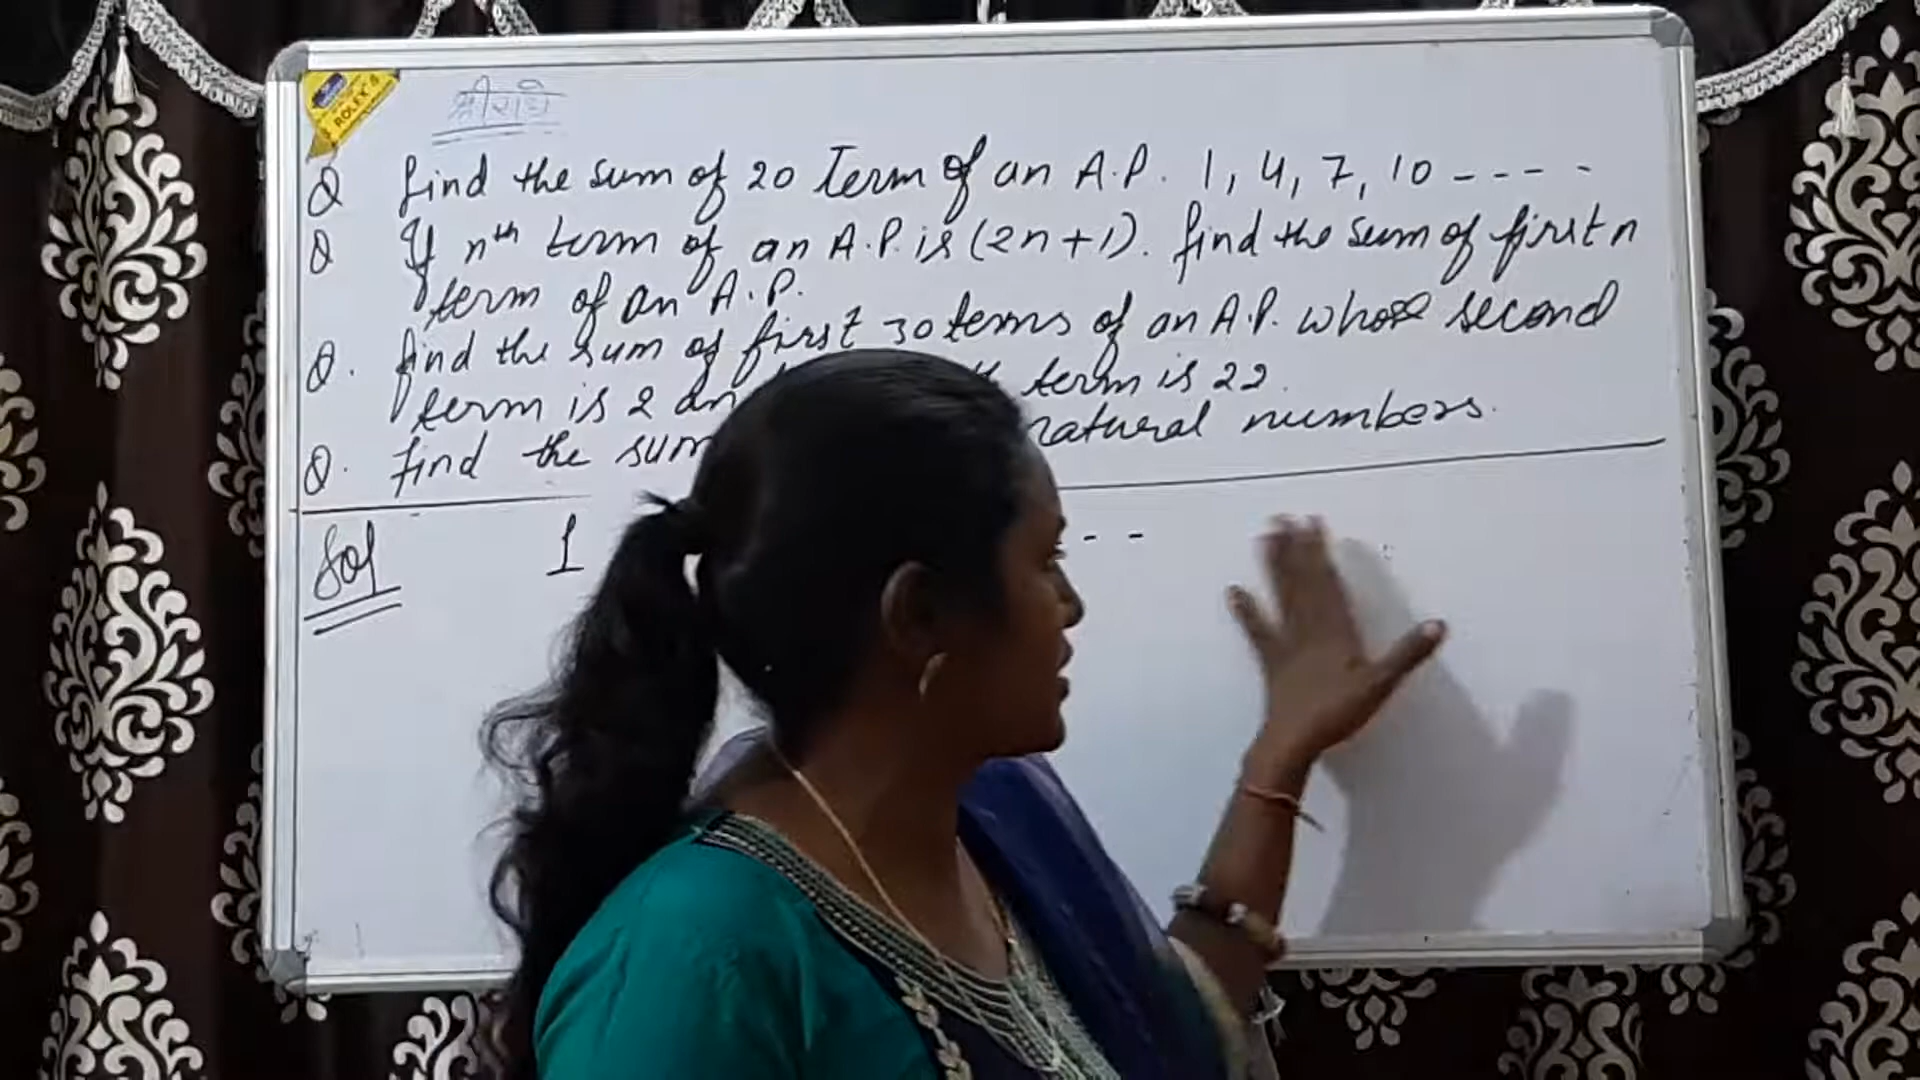 ROLEX
श्रीराधे
Q find the sum of 20 Term of an A.P. 1, 4, 7, 10 - - - -
Q If nth term of an A.P. is (2n+1). find the sum of first n
term of an A.P.
Q. find the sum of first 30 terms of an A.P. whose second
term is 2 term is 22.
Q. find the sum natural numbers.
Sol 1 - -